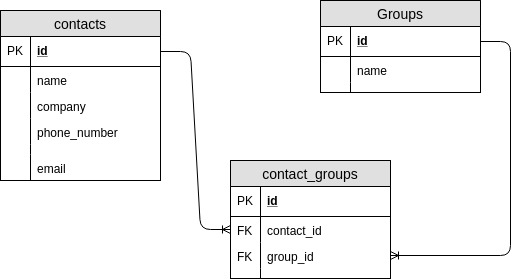 contacts
PK id
name
company
phone_number
email
Groups
PK id
name
contact_groups
PK id
FK contact_id
FK group_id